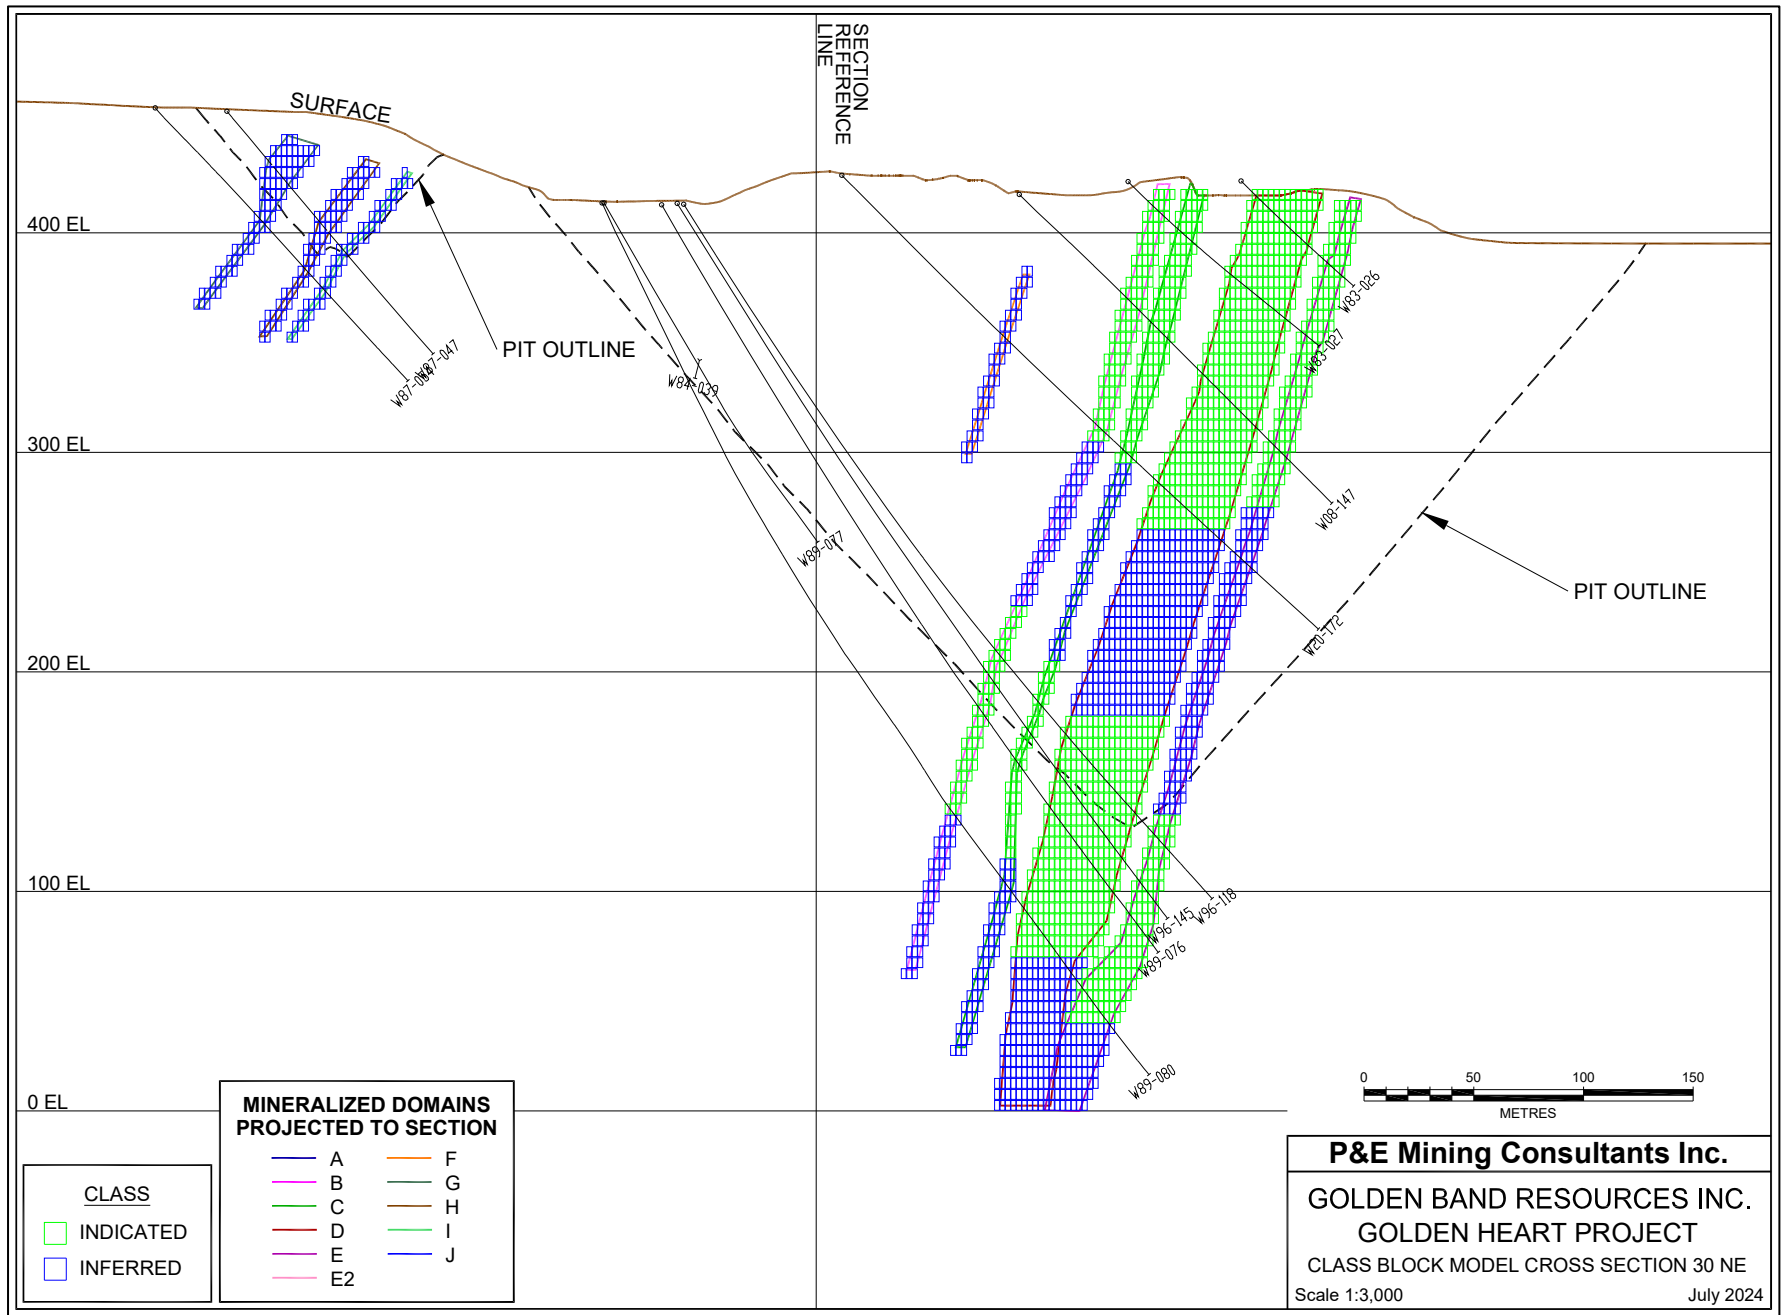 SECTION
REFERENCE
LINE
SURFACE
400 EL
W83-026
W83-027
PIT OUTLINE
W87-047
W84-039
300 EL
W08-147
W89-077
PIT OUTLINE
W20-172
200 EL
100 EL
W96-118
W96-145
W89-076
W89-080
0 EL
0 50 100 150
METRES
MINERALIZED DOMAINS
PROJECTED TO SECTION
A
B
C
D
E
E2
F
G
H
I
J
CLASS
INDICATED
INFERRED
P&E Mining Consultants Inc.
GOLDEN BAND RESOURCES INC.
GOLDEN HEART PROJECT
CLASS BLOCK MODEL CROSS SECTION 30 NE
Scale 1:3,000 July 2024